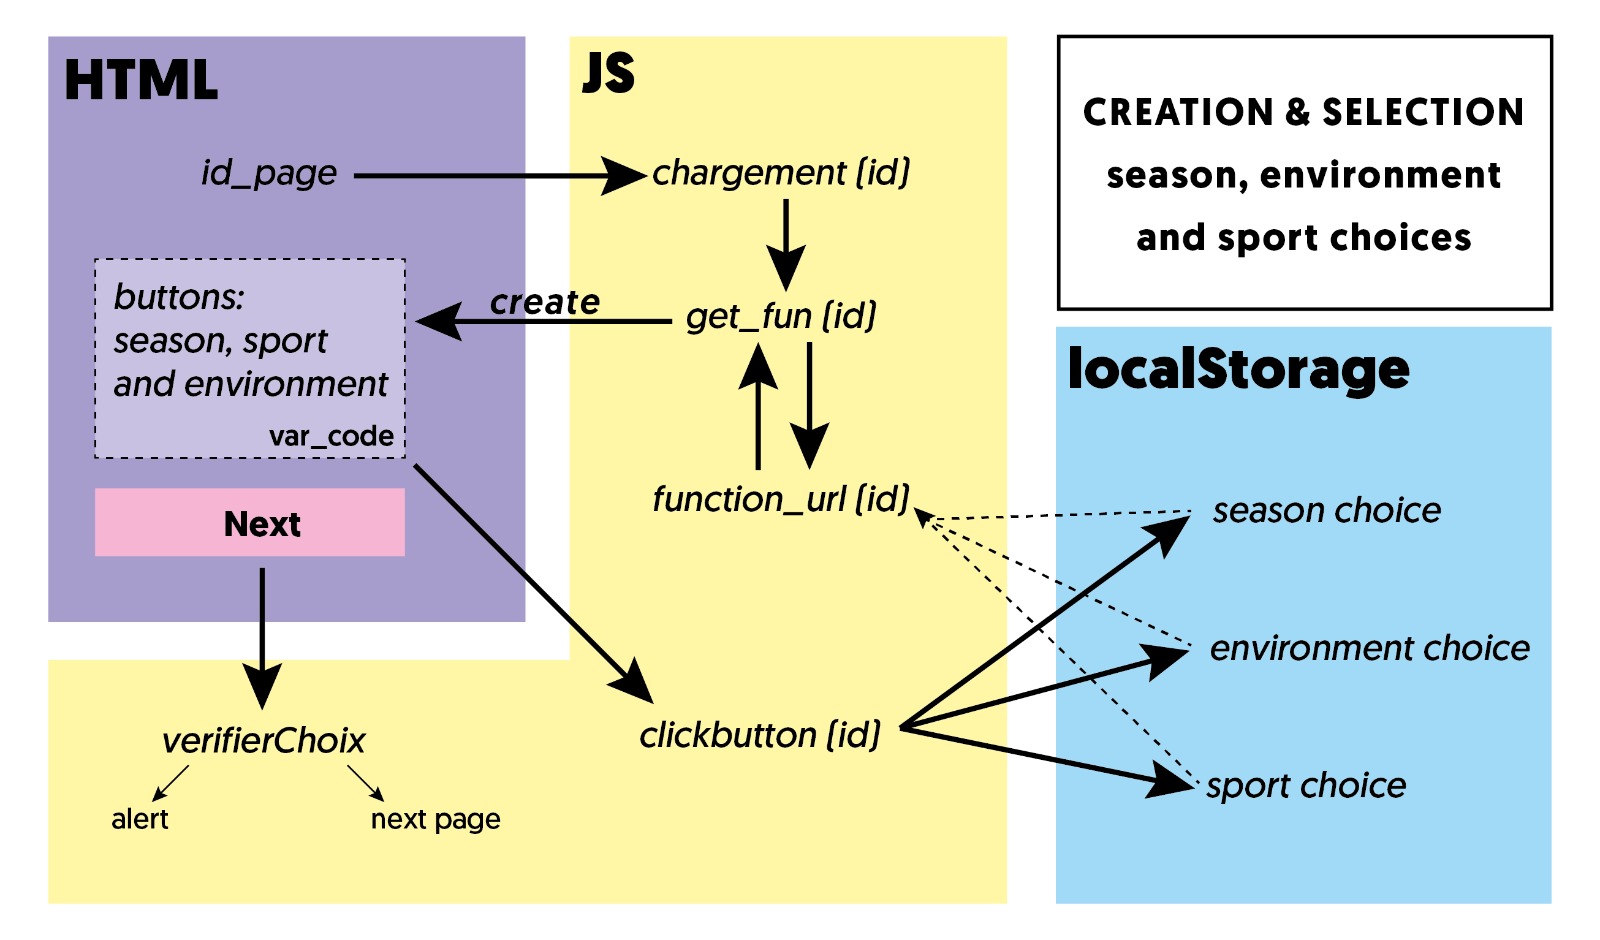 HTML
id_page
buttons:
season, sport
and environment
var_code
Next
JS
chargement (id)
create
get_fun (id)
function_url (id)
clickbutton (id)
verifierChoix
alert
next page
CREATION & SELECTION
season, environment
and sport choices
localStorage
season choice
environment choice
sport choice